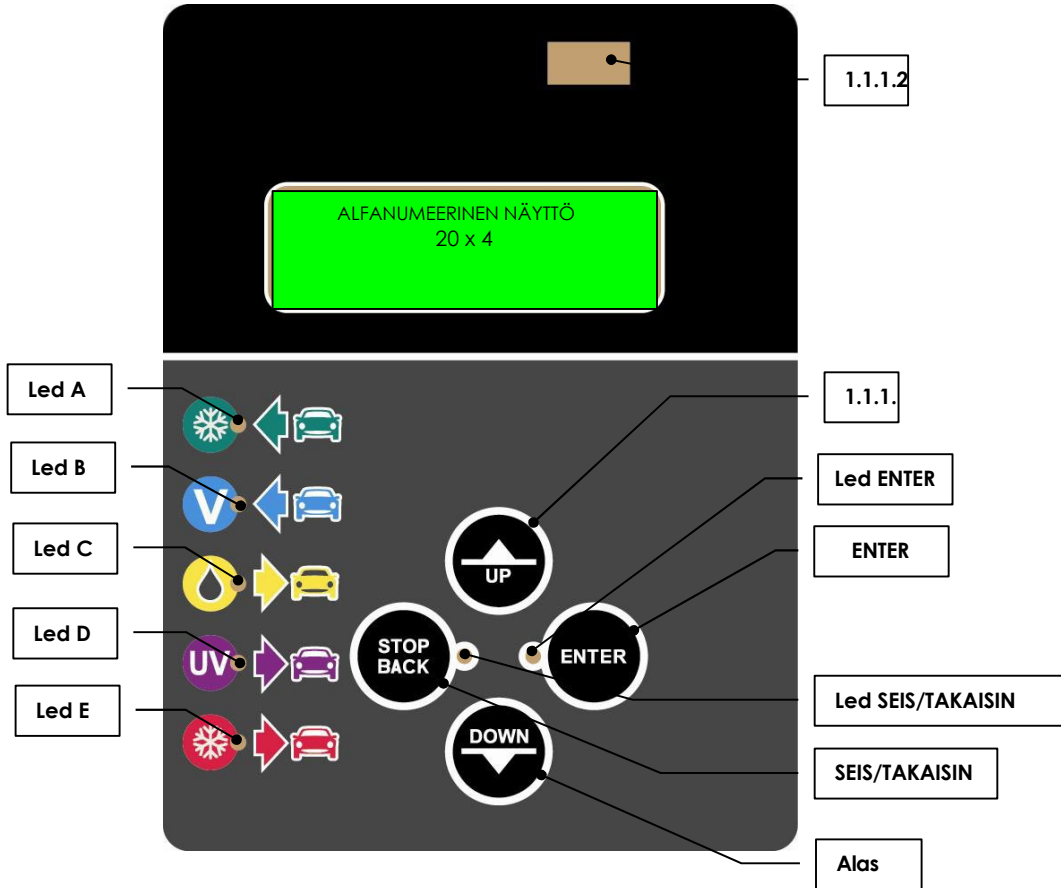 1.1.1.2
ALFANUMEERINEN NÄYTTÖ
20 x 4
Led A
1.1.1.
Led B
Led ENTER
V
Led C
ENTER
UP
Led D
UV
STOP
BACK
ENTER
Led E
Led SEIS/TAKAISIN
DOWN
SEIS/TAKAISIN
Alas